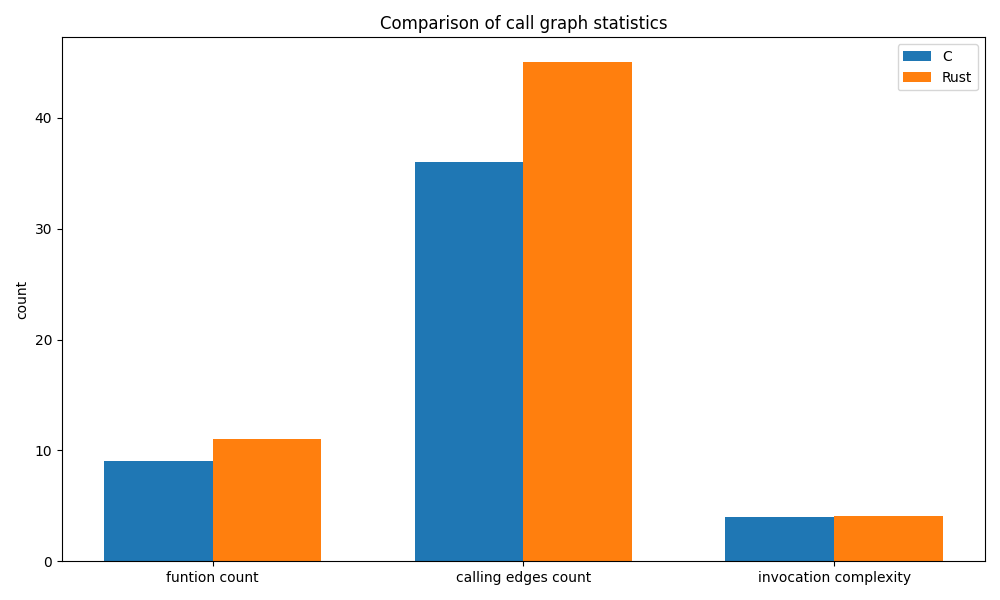 Comparison of call graph statistics
C
Rust
count
40
30
20
10
0
funtion count
calling edges count
invocation complexity